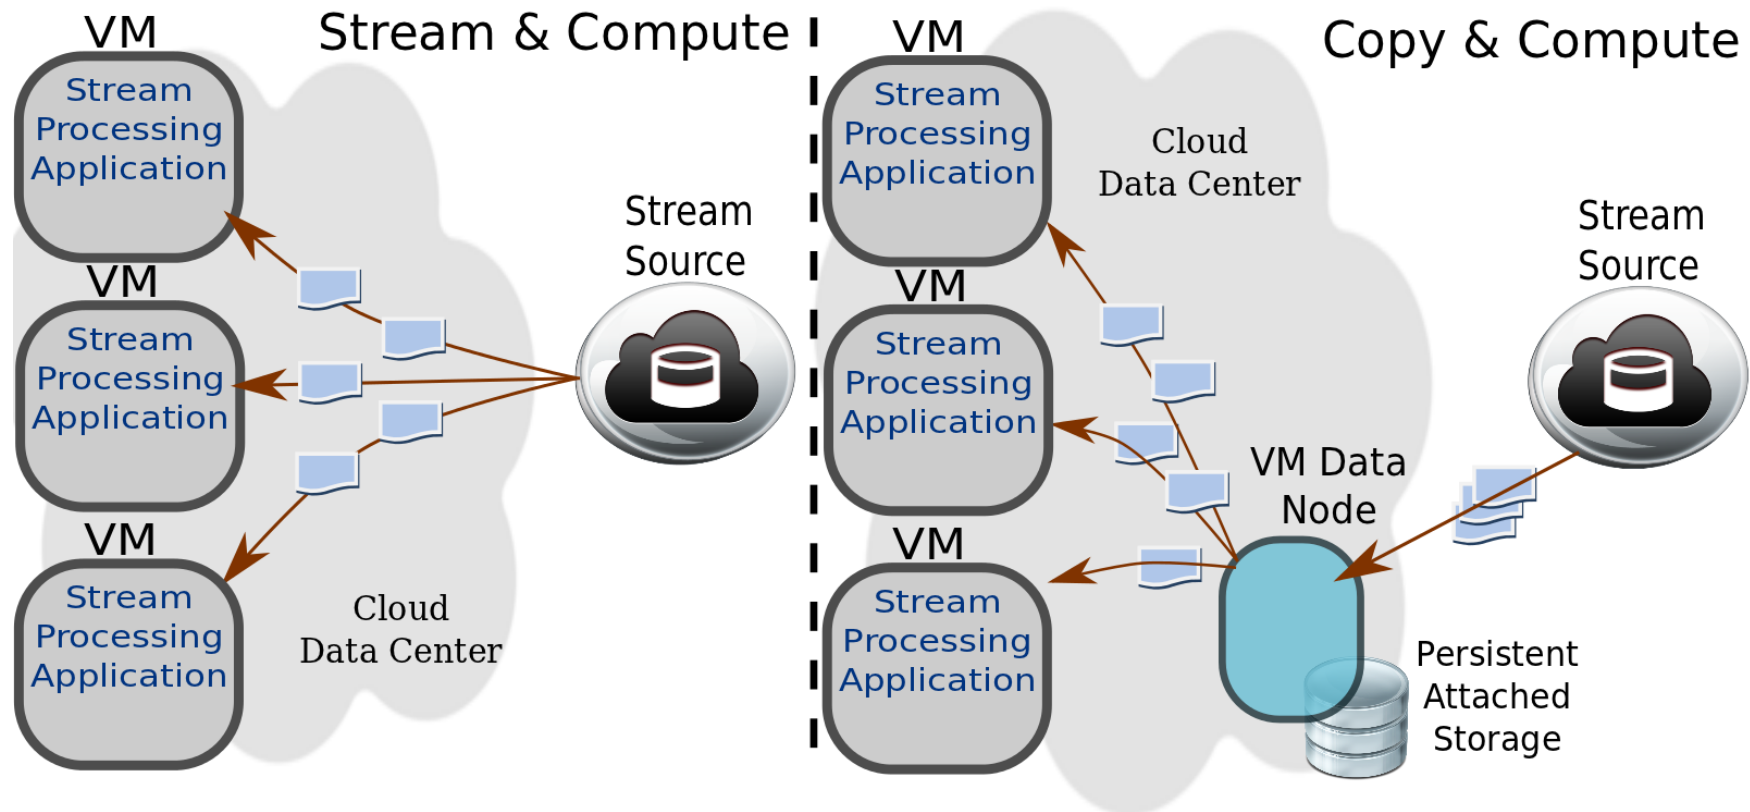 Stream & Compute
VM
Stream
Processing
Application
VM
Stream
Processing
Application
VM
Stream
Processing
Application
Stream
Source
Cloud
Data Center
Copy & Compute
VM
Stream
Processing
Application
VM
Stream
Processing
Application
VM
Stream
Processing
Application
Cloud
Data Center
Stream
Source
VM Data
Node
Persistent
Attached
Storage